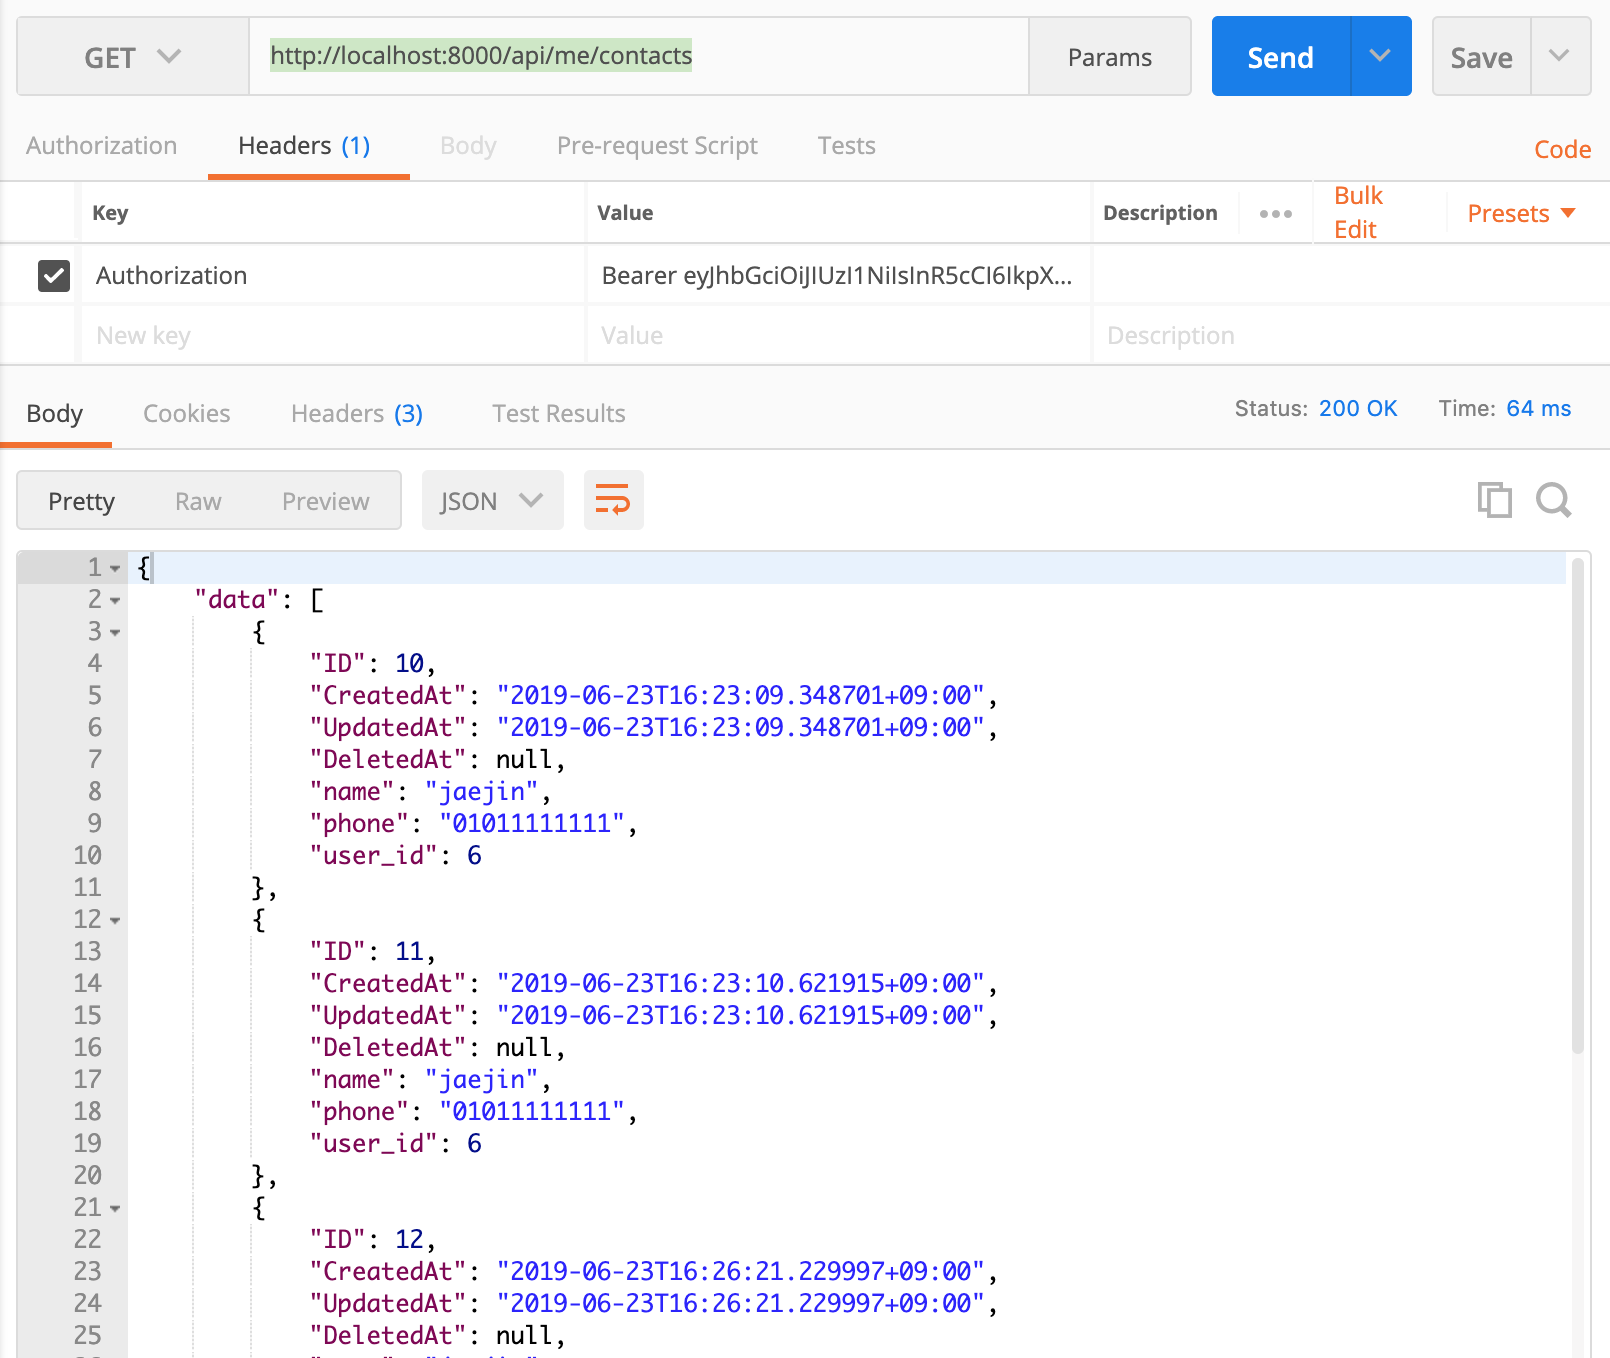 GET http://localhost:8000/api/me/contacts Params Send Save
Authorization Headers (1) Body Pre-request Script Tests Code
Key Value Description Bulk Edit Presets
Authorization Bearer eyJhbGciOiJIUzI1NiIsInR5cCI6IkpX...
New key Value Description
Body Cookies Headers (3) Test Results Status: 200 OK Time: 64 ms
Pretty Raw Preview JSON
1 {
2 "data": [
3 {
4 "ID": 10,
5 "CreatedAt": "2019-06-23T16:23:09.348701+09:00",
6 "UpdatedAt": "2019-06-23T16:23:09.348701+09:00",
7 "DeletedAt": null,
8 "name": "jaejin",
9 "phone": "01011111111",
10 "user_id": 6
11 },
12 {
13 "ID": 11,
14 "CreatedAt": "2019-06-23T16:23:10.621915+09:00",
15 "UpdatedAt": "2019-06-23T16:23:10.621915+09:00",
16 "DeletedAt": null,
17 "name": "jaejin",
18 "phone": "01011111111",
19 "user_id": 6
20 },
21 {
22 "ID": 12,
23 "CreatedAt": "2019-06-23T16:26:21.229997+09:00",
24 "UpdatedAt": "2019-06-23T16:26:21.229997+09:00",
25 "DeletedAt": null,